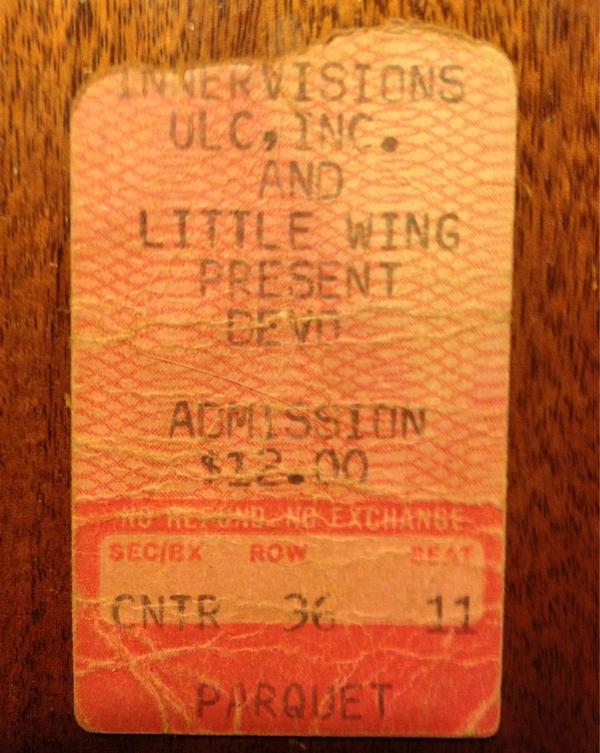 INNERVISIONS
ULC, INC.
AND
LITTLE WING
PRESENT
DEVO
ADMISSION
$12.00
NO REFUND-NO EXCHANGE
SEC/BX ROW SEAT
CNTR 36 11
PARQUET